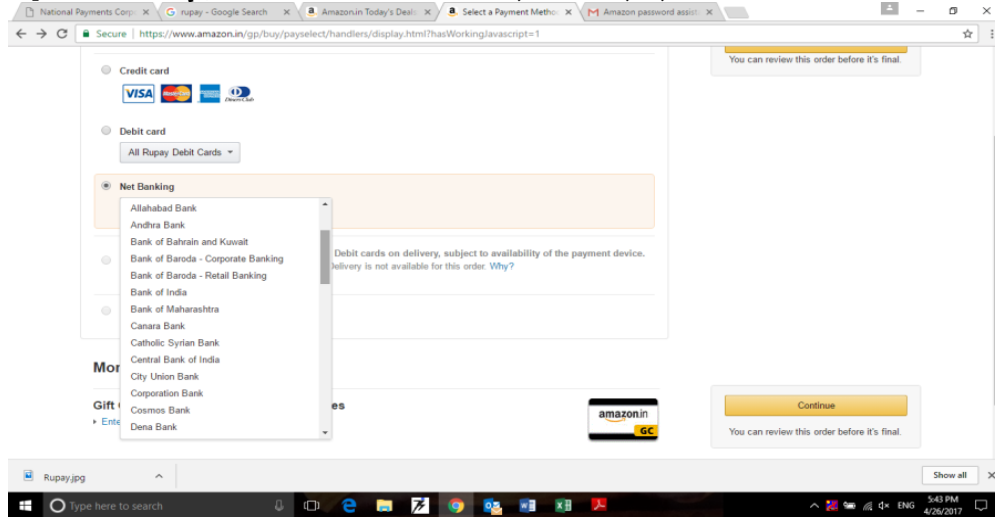 National Payments Corp
rupay - Google Search
Amazon.in Today's Deals
Select a Payment Metho
Amazon password assist
Secure | https://www.amazon.in/gp/buy/payselect/handlers/display.html?hasWorkingJavascript=1
You can review this order before it's final.
Credit card
VISA
Debit card
All Rupay Debit Cards
Net Banking
Allahabad Bank
Andhra Bank
Bank of Bahrain and Kuwait
Bank of Baroda - Corporate Banking
Bank of Baroda - Retail Banking
Bank of India
Bank of Maharashtra
Canara Bank
Catholic Syrian Bank
Central Bank of India
City Union Bank
Corporation Bank
Cosmos Bank
Dena Bank
Debit cards on delivery, subject to availability of the payment device.
elivery is not available for this order. Why?
Mor
Gift
es
Ente
amazon.in
GC
Continue
You can review this order before it's final.
Rupay.jpg
Show all
Type here to search
ENG
5:43 PM
4/26/2017